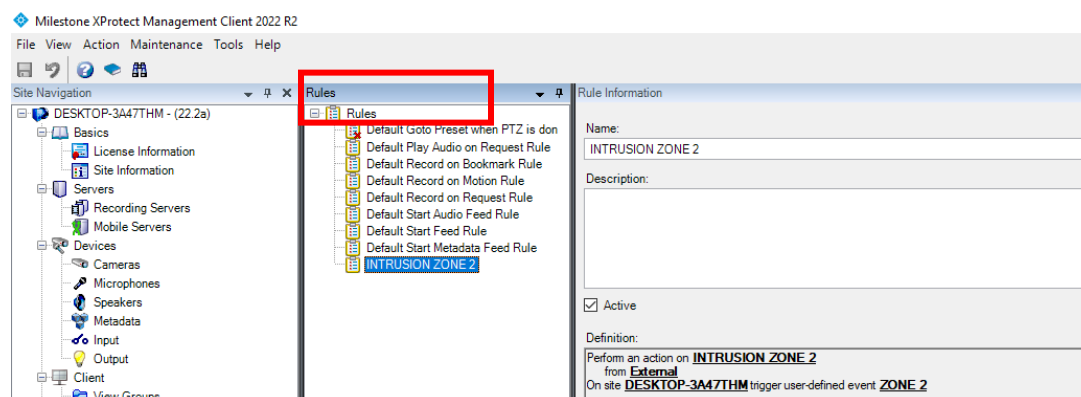 Milestone XProtect Management Client 2022 R2
File View Action Maintenance Tools Help
Site Navigation
DESKTOP-3A47THM - (22.2a)
Basics
License Information
Site Information
Servers
Recording Servers
Mobile Servers
Devices
Cameras
Microphones
Speakers
Metadata
Input
Output
Client
View Groups
Rules
Rules
Default Goto Preset when PTZ is don
Default Play Audio on Request Rule
Default Record on Bookmark Rule
Default Record on Motion Rule
Default Record on Request Rule
Default Start Audio Feed Rule
Default Start Feed Rule
Default Start Metadata Feed Rule
INTRUSION ZONE 2
Rule Information
Name:
INTRUSION ZONE 2
Description:
Active
Definition:
Perform an action on INTRUSION ZONE 2
from External
On site DESKTOP-3A47THM trigger user-defined event ZONE 2